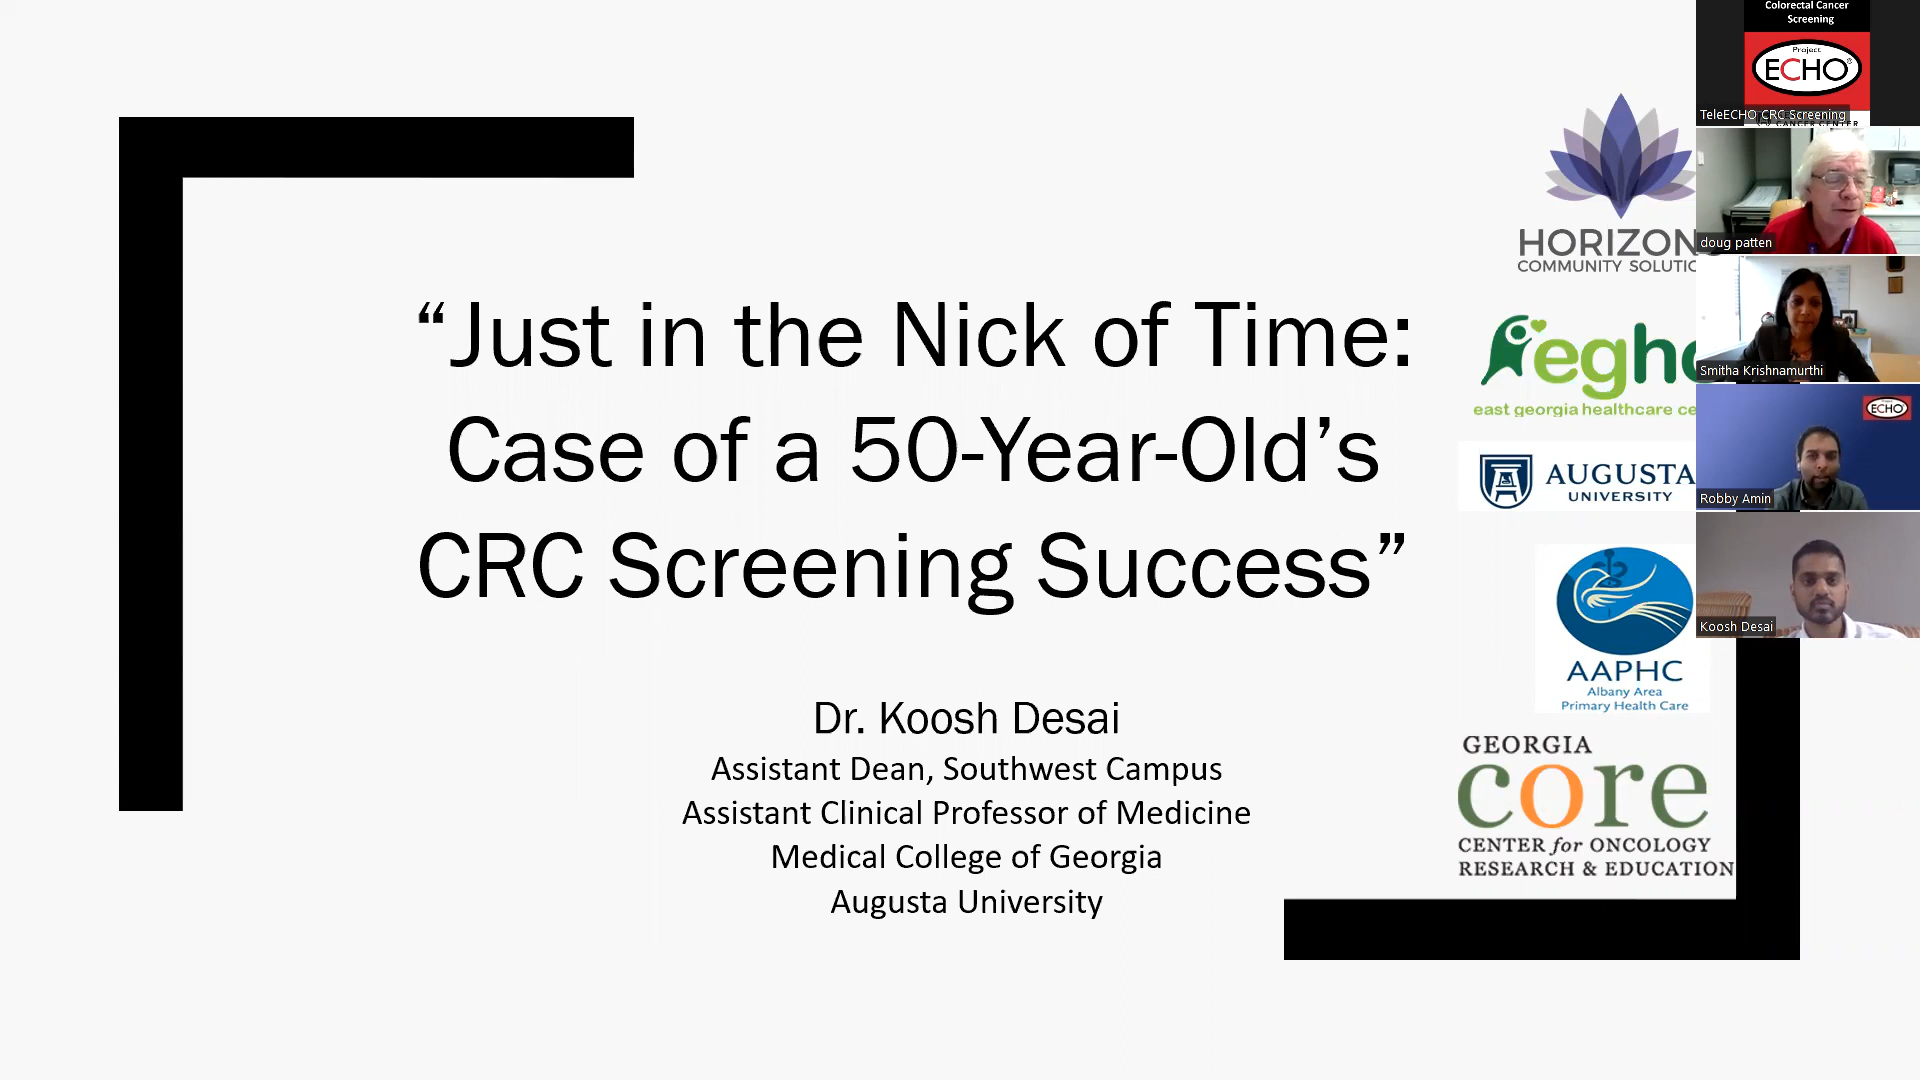 “Just in the Nick of Time:
Case of a 50-Year-Old’s
CRC Screening Success”
Dr. Koosh Desai
Assistant Dean, Southwest Campus
Assistant Clinical Professor of Medicine
Medical College of Georgia
Augusta University
HORIZON
COMMUNITY SOLUTIO
eghc
east georgia healthcare ce
AUGUSTA
UNIVERSITY
AAPHC
Albany Area
Primary Health Care
GEORGIA
core
CENTER for ONCOLOGY
RESEARCH & EDUCATION
Colorectal Cancer
Screening
Project
ECHO®
TeleECHO CRC Screening
doug patten
Smitha Krishnamurthi
ECHO
Robby Amin
Koosh Desai